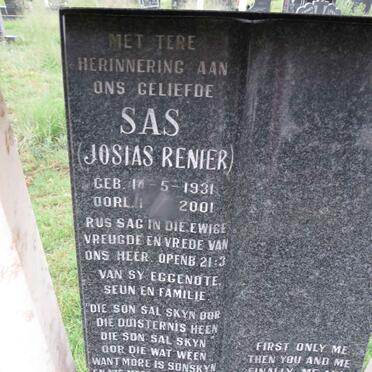 MET TERE
HERINNERING AAN
ONS GELIEFDE
SAS
(JOSIAS RENIER)
GEB. -5-1931
OORL. 2001
RUS SAG IN DIE EWIGE
VREUGDE EN VREDE VAN
ONS HEER. OPENB. 21:3
VAN SY EGGENOTE,
SEUN EN FAMILIE
DIE SON SAL SKYN OOR
DIE DUISTERNIS HEEN
DIE SON SAL SKYN
OOR DIE WAT WEEN
WANT MORE IS SONSKYN
FIRST ONLY ME
THEN YOU AND ME
FINALLY ME